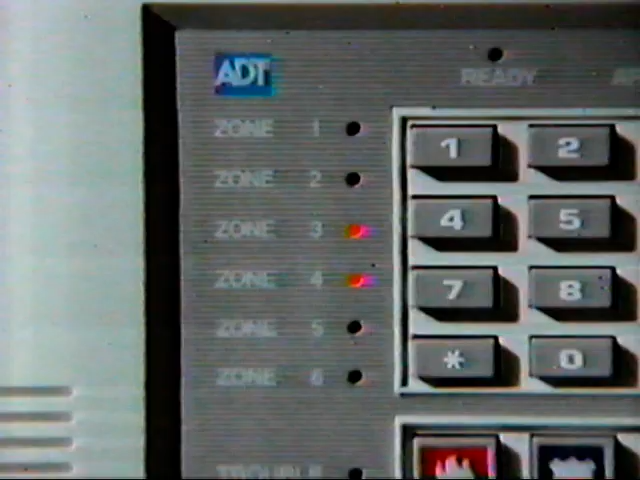 ADT
READY
ZONE 1
ZONE 2
ZONE 3
ZONE 4
ZONE 5
ZONE 6
TROUBLE
1 2
4 5
7 8
* 0